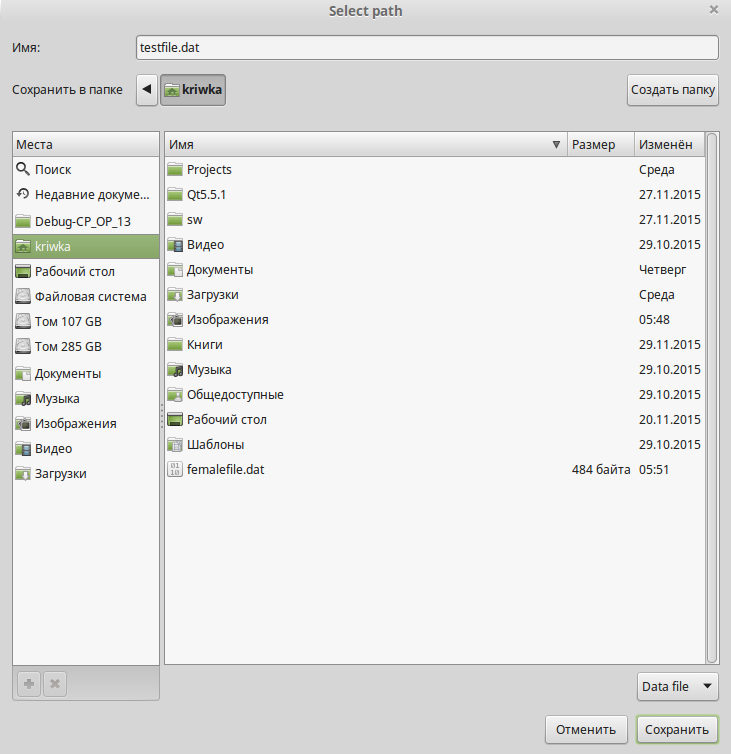 Select path
Имя:
testfile.dat
Сохранить в папке
kriwka
Создать папку
Места
Поиск
Недавние докуме...
Debug-CP_OP_13
kriwka
Рабочий стол
Файловая система
Том 107 GB
Том 285 GB
Документы
Музыка
Изображения
Видео
Загрузки
Имя Размер Изменён
Projects Среда
Qt5.5.1 27.11.2015
sw 27.11.2015
Видео 29.10.2015
Документы Четверг
Загрузки Среда
Изображения 05:48
Книги 29.11.2015
Музыка 29.10.2015
Общедоступные 29.10.2015
Рабочий стол 20.11.2015
Шаблоны 29.10.2015
femalefile.dat 484 байта 05:51
Data file
Отменить
Сохранить